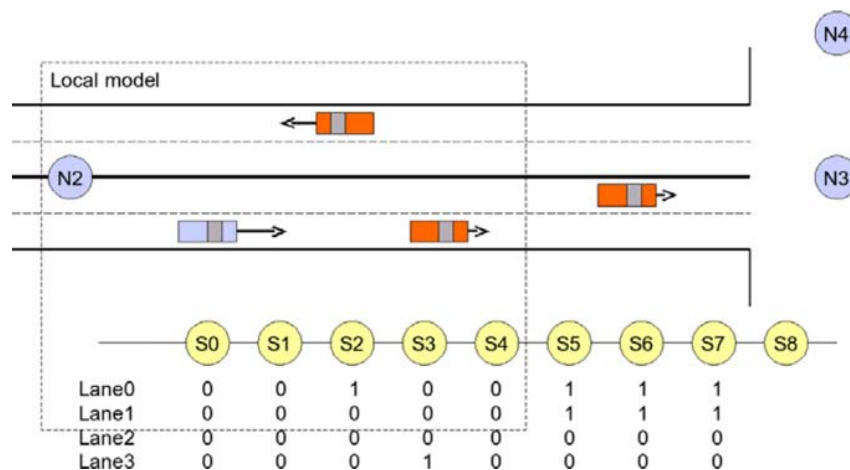 N4
Local model
N2
N3
S0 S1 S2 S3 S4 S5 S6 S7 S8
Lane0 0 0 1 0 0 1 1 1
Lane1 0 0 0 0 0 1 1 1
Lane2 0 0 0 0 0 0 0 0
Lane3 0 0 0 1 0 0 0 0